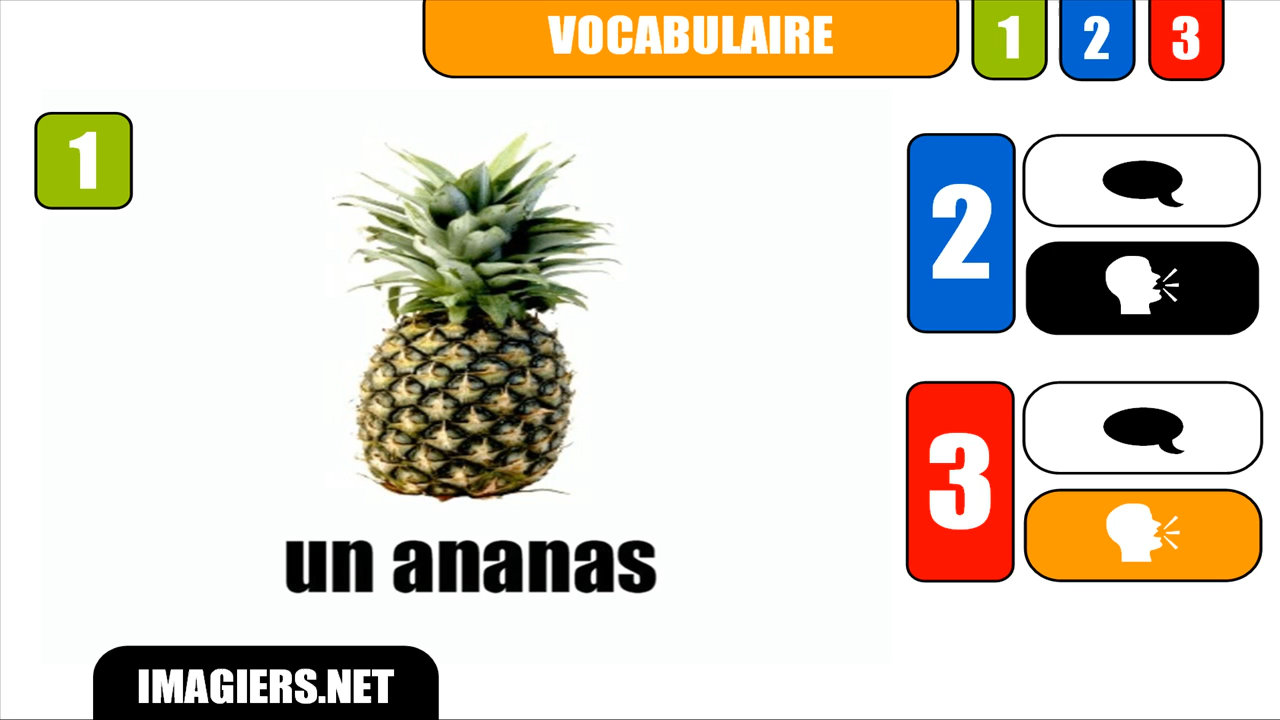 VOCABULAIRE 1 2 3
1
2
3
un ananas
IMAGIERS.NET